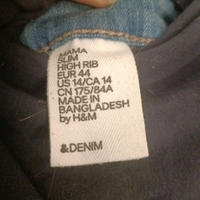 MAMA
SLIM
HIGH RIB
EUR 44
US 14/CA 14
CN 175/84A
MADE IN
BANGLADESH
by H&M
&DENIM